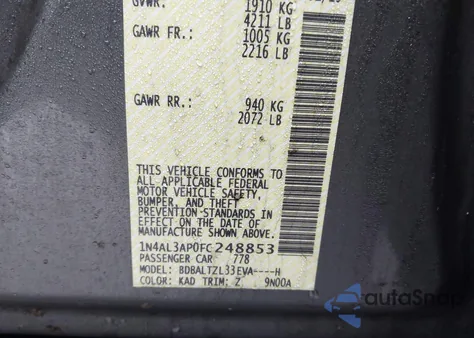 GVWR: 1910 KG
4211 LB
GAWR FR.: 1005 KG
2216 LB
GAWR RR.: 940 KG
2072 LB
THIS VEHICLE CONFORMS TO
ALL APPLICABLE FEDERAL
MOTOR VEHICLE SAFETY,
BUMPER, AND THEFT
PREVENTION STANDARDS
IN EFFECT ON THE DATE OF
MANUFACTURE SHOWN ABOVE.
1N4AL3AP0FC248853
PASSENGER CAR 778
MODEL: BDBALTZL33EVA----H
COLOR: KAD TRIM: Z 9N00A
autoSnap